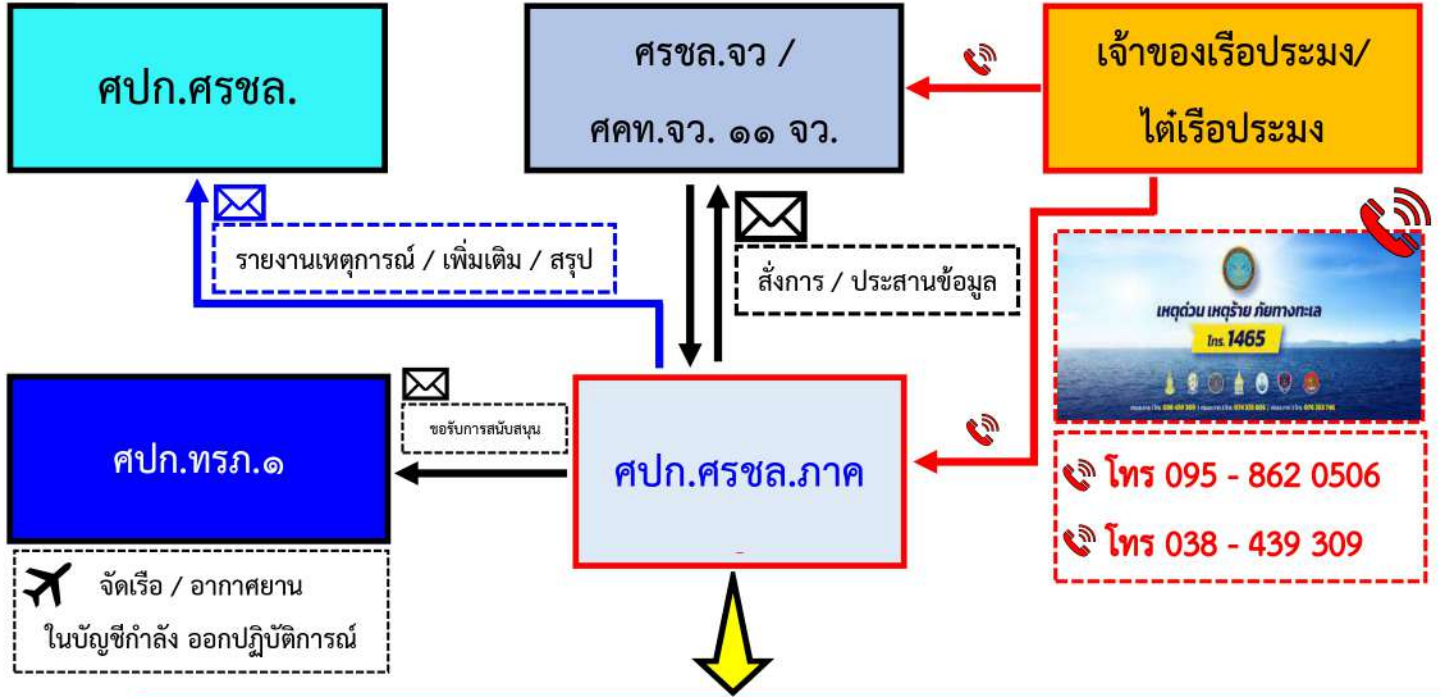 ศปก.ศรชล.
ศรชล.จว /
ศคท.จว. ๑๑ จว.
เจ้าของเรือประมง/
ไต๋เรือประมง
รายงานเหตุการณ์ / เพิ่มเติม / สรุป
สั่งการ / ประสานข้อมูล
เหตุด่วน เหตุร้าย ภัยทางทะเล
โทร. 1465
ศปก.ทรภ.๑
ขอรับการสนับสนุน
ศปก.ศรชล.ภาค
โทร 095 - 862 0506
โทร 038 - 439 309
จัดเรือ / อากาศยาน
ในบัญชีกำลัง ออกปฏิบัติการณ์